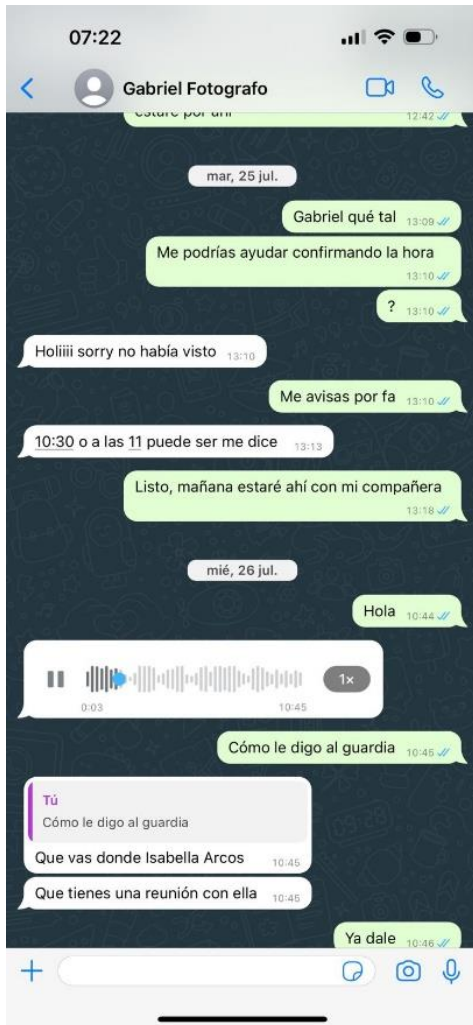 07:22
Gabriel Fotografo
estaré por ahí
12:42
mar, 25 jul.
Gabriel qué tal 13:09
Me podrías ayudar confirmando la hora
13:10
? 13:10
Holiiii sorry no había visto 13:10
Me avisas por fa 13:10
10:30 o a las 11 puede ser me dice 13:13
Listo, mañana estaré ahí con mi compañera
13:18
mié, 26 jul.
Hola 10:44
1×
0:03 10:45
Cómo le digo al guardia 10:45
Tú
Cómo le digo al guardia
Que vas donde Isabella Arcos 10:45
Que tienes una reunión con ella 10:45
Ya dale 10:46